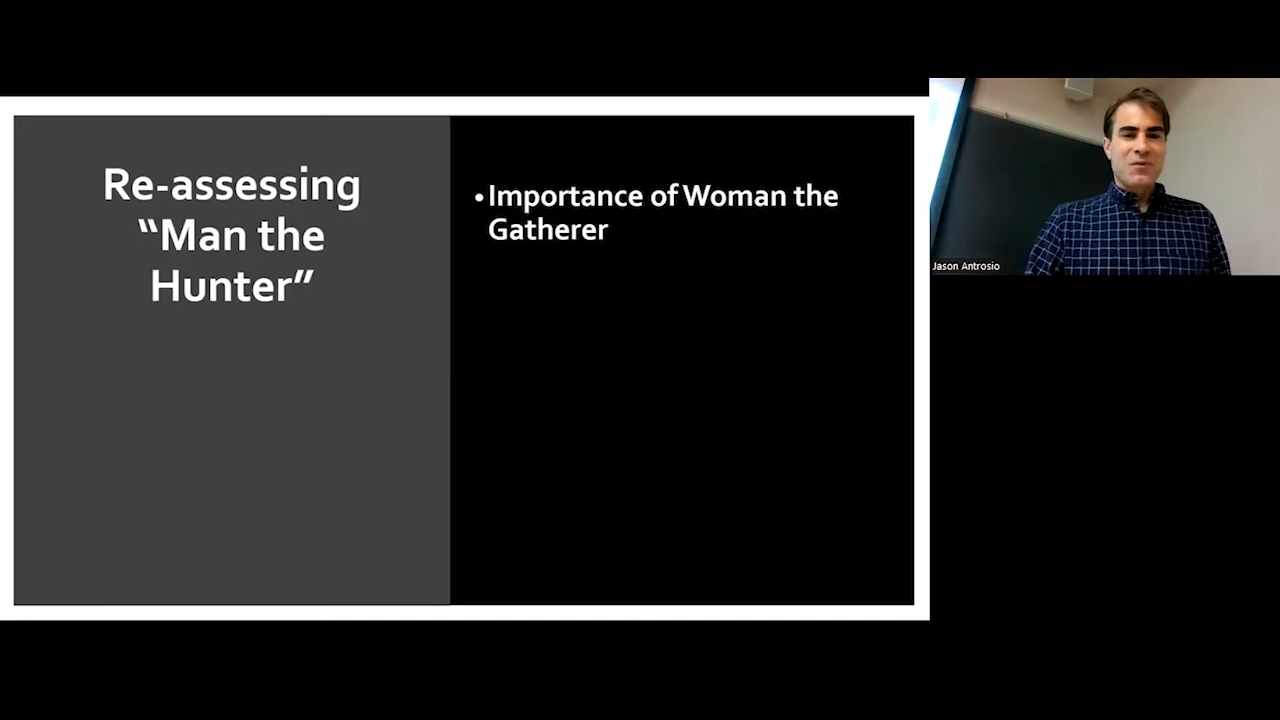 Re-assessing
“Man the
Hunter”
• Importance of Woman the
Gatherer
Jason Antrosio